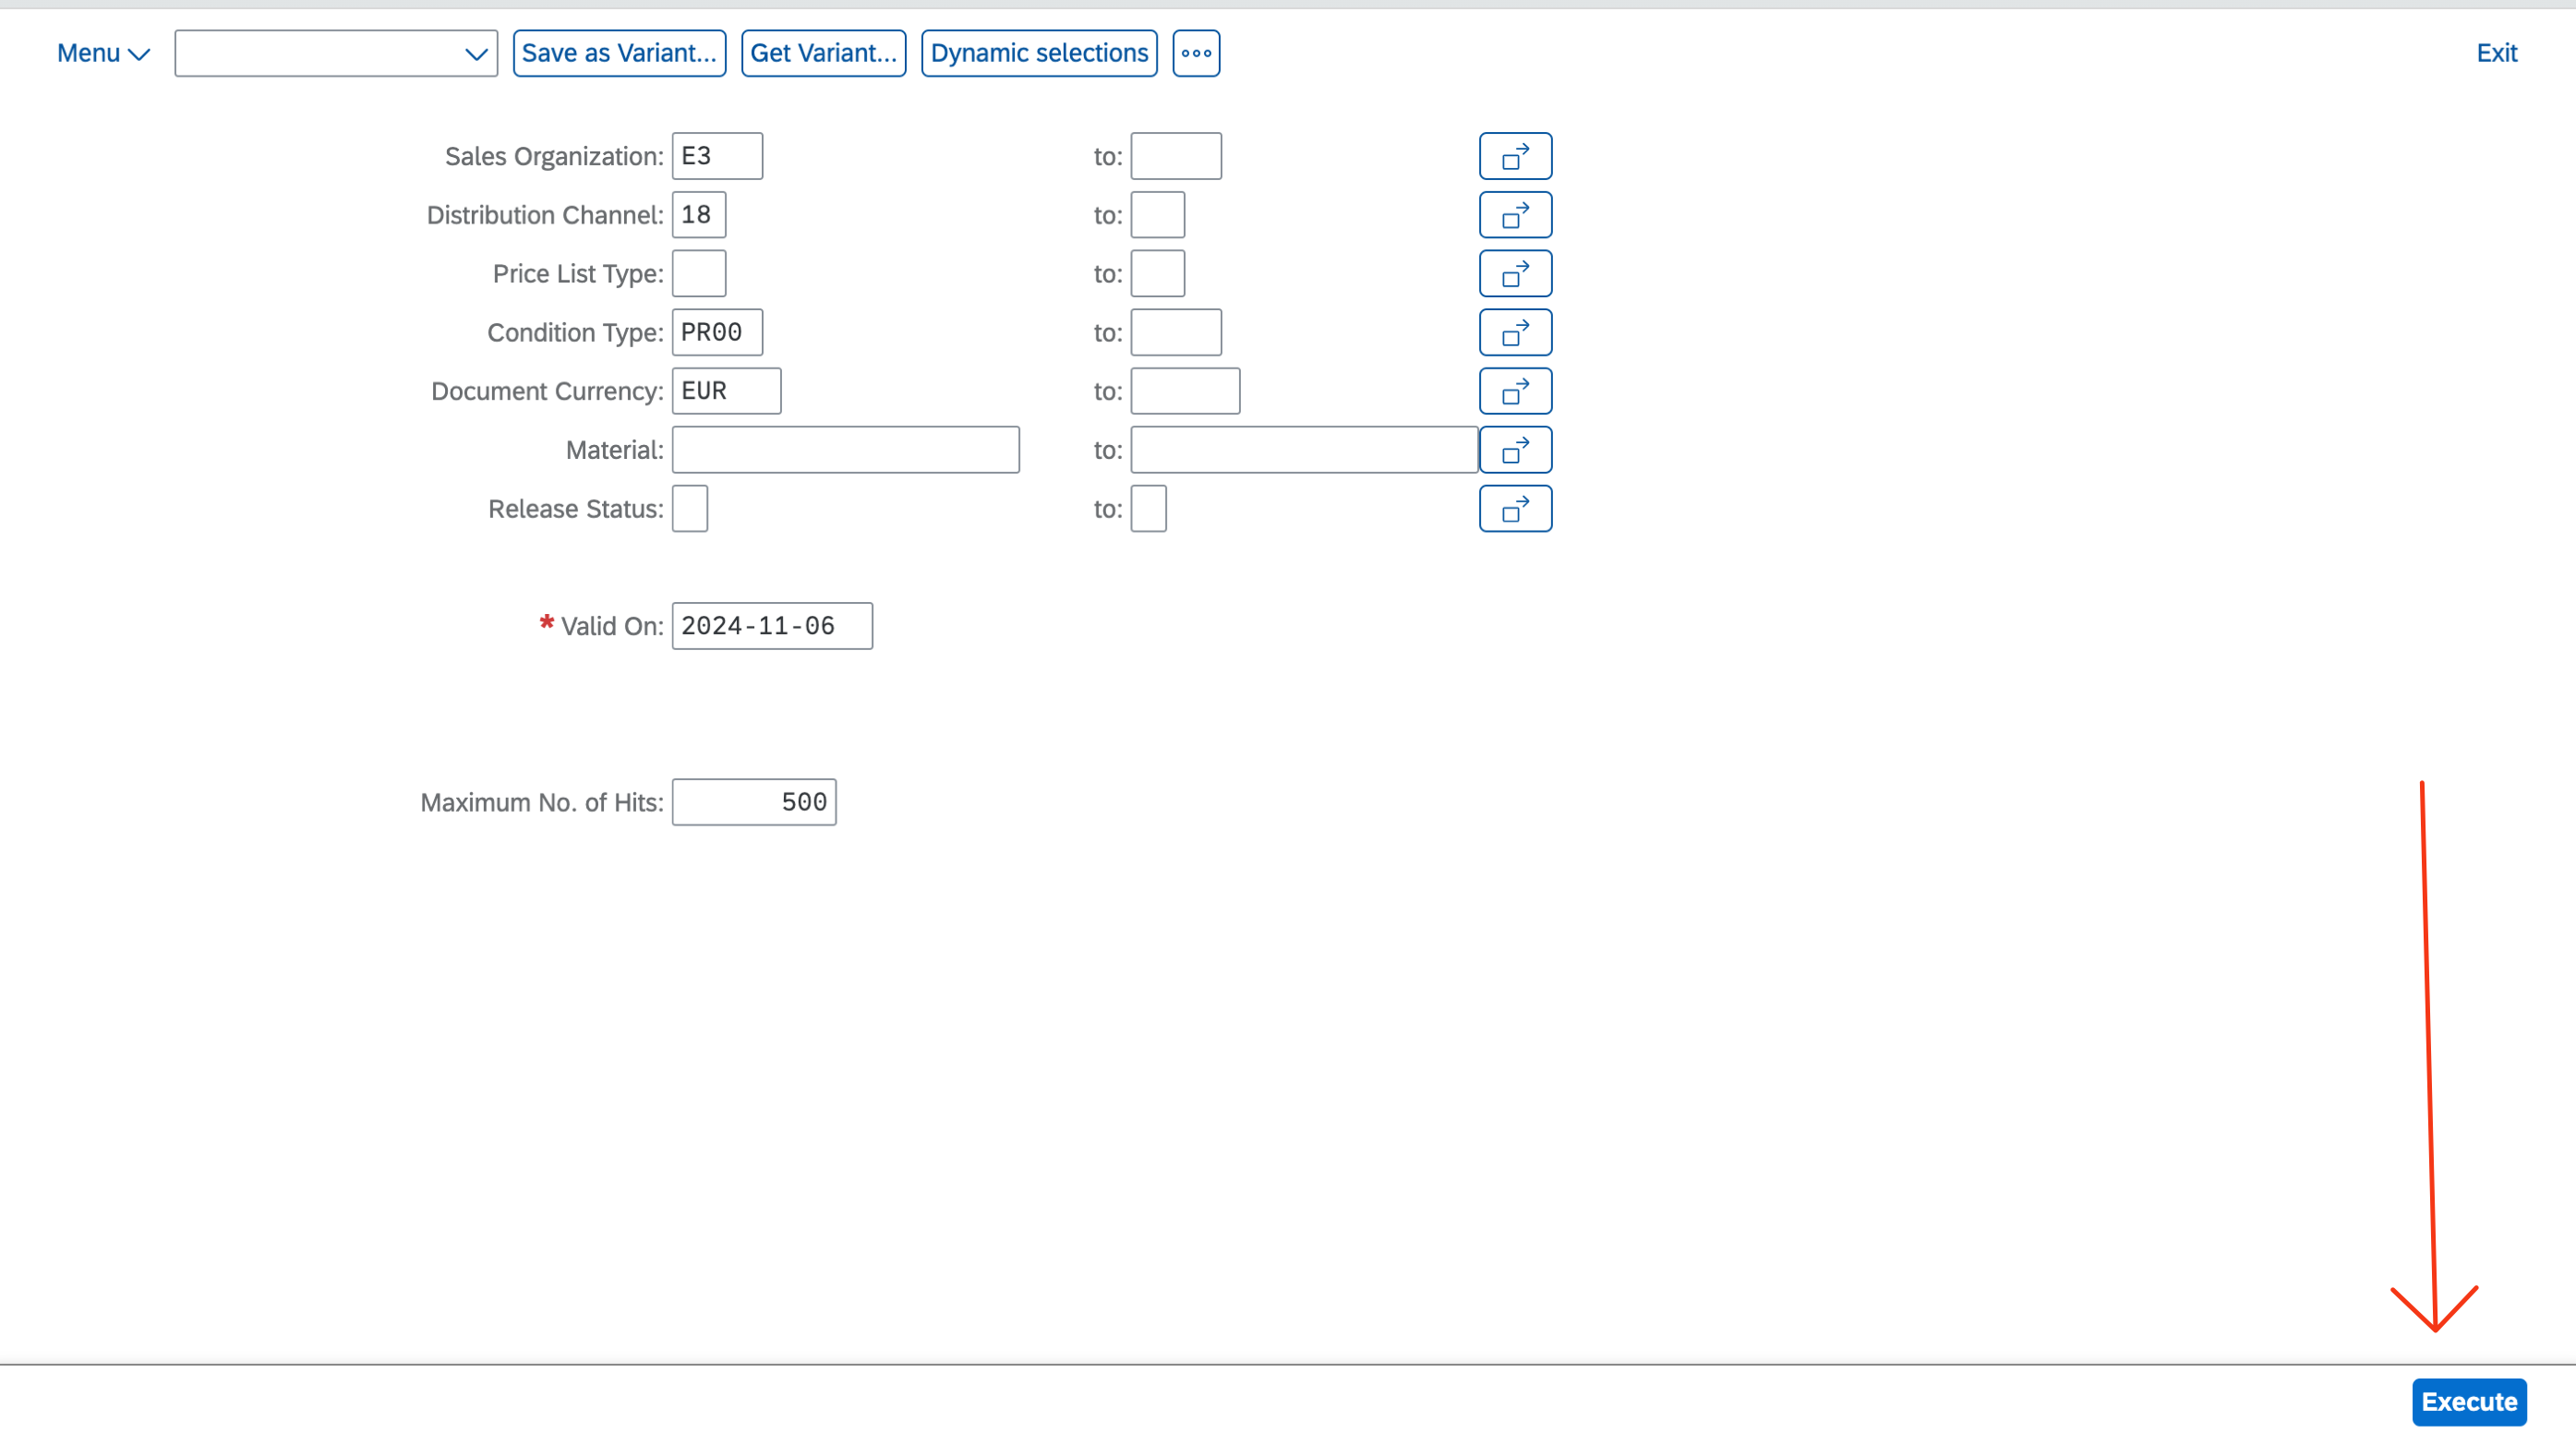 Menu Save as Variant... Get Variant... Dynamic selections Exit
Sales Organization: E3 to:
Distribution Channel: 18 to:
Price List Type: to:
Condition Type: PR00 to:
Document Currency: EUR to:
Material: to:
Release Status: to:
* Valid On: 2024-11-06
Maximum No. of Hits: 500
Execute